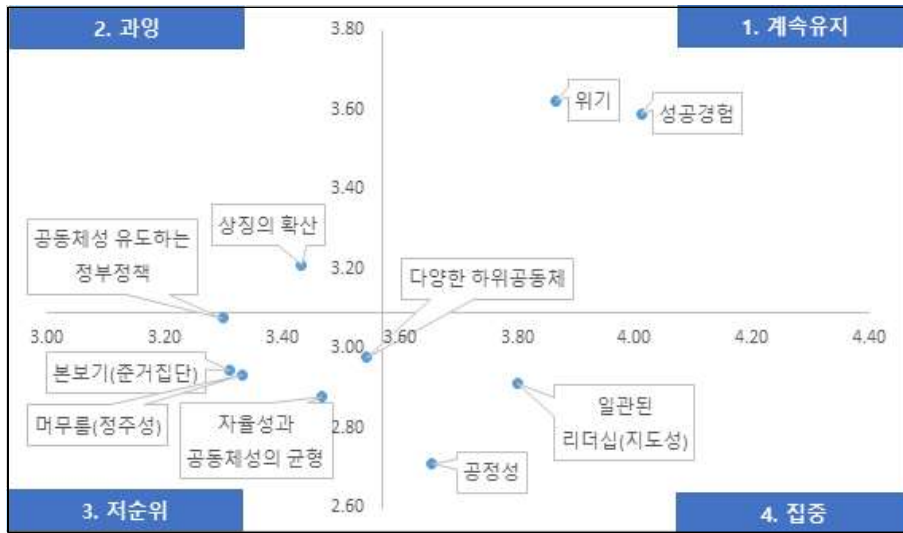 2. 과잉
3.80
1. 계속유지
위기
3.60
성공경험
3.40
상징의 확산
공동체성 유도하는
정부정책
3.20
다양한 하위공동체
3.00
3.20
3.40
3.00
3.60
3.80
4.00
4.20
4.40
본보기(준거집단)
머무름(정주성)
자율성과
공동체성의 균형
2.80
일관된
리더십(지도성)
공정성
2.60
3. 저순위
4. 집중